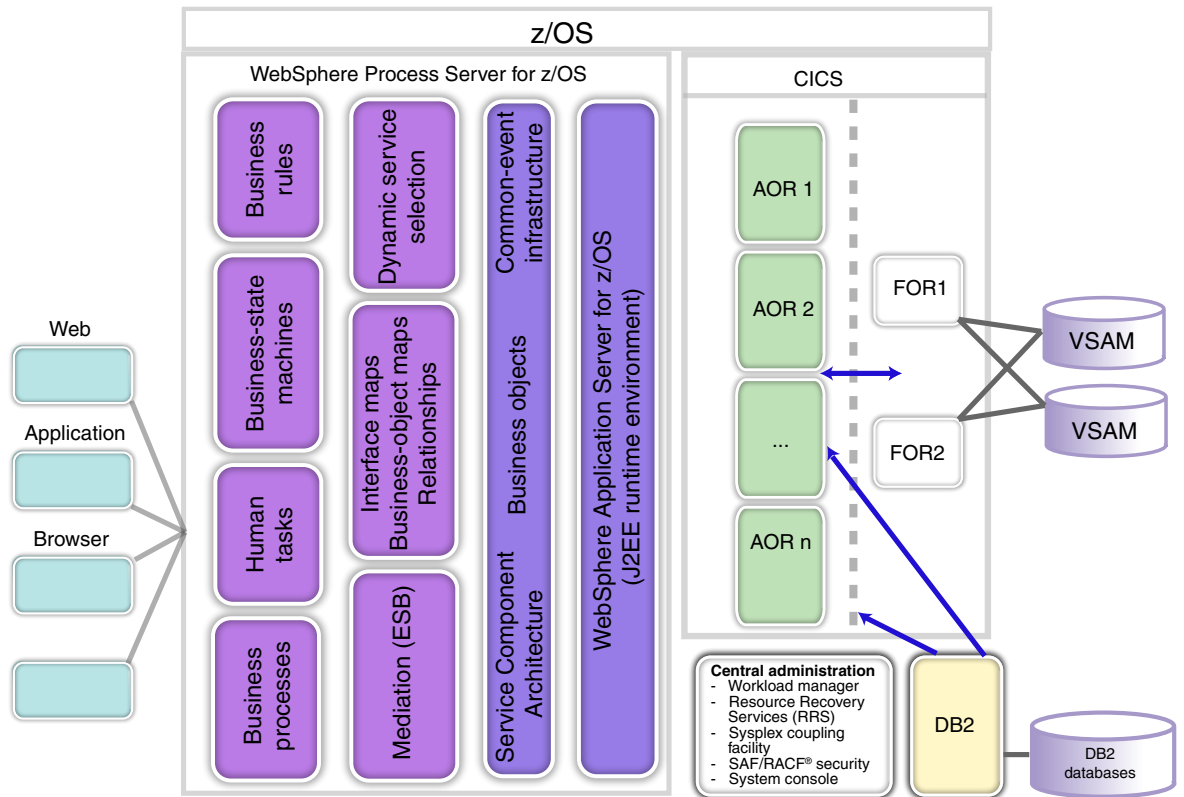 z/OS
WebSphere Process Server for z/OS
CICS
Web
Application
Browser
Business
rules
Business-state
machines
Human
tasks
Business
processes
Dynamic service
selection
Interface maps
Business-object maps
Relationships
Mediation (ESB)
Common-event
infrastructure
Business objects
Service Component
Architecture
WebSphere Application Server for z/OS
(J2EE runtime environment)
AOR 1
AOR 2
...
AOR n
FOR1
FOR2
VSAM
VSAM
Central administration
- Workload manager
- Resource Recovery
Services (RRS)
- Sysplex coupling
facility
- SAF/RACF® security
- System console
DB2
DB2
databases